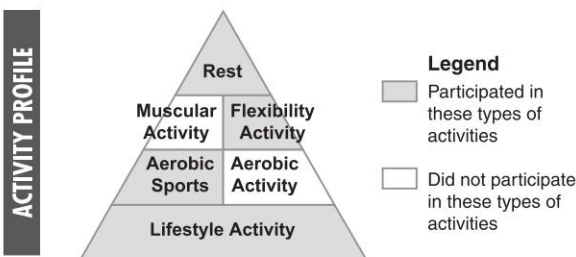 ACTIVITY PROFILE
Rest
Muscular
Activity
Flexibility
Activity
Aerobic
Sports
Aerobic
Activity
Lifestyle Activity
Legend
Participated in
these types of
activities
Did not participate
in these types of
activities